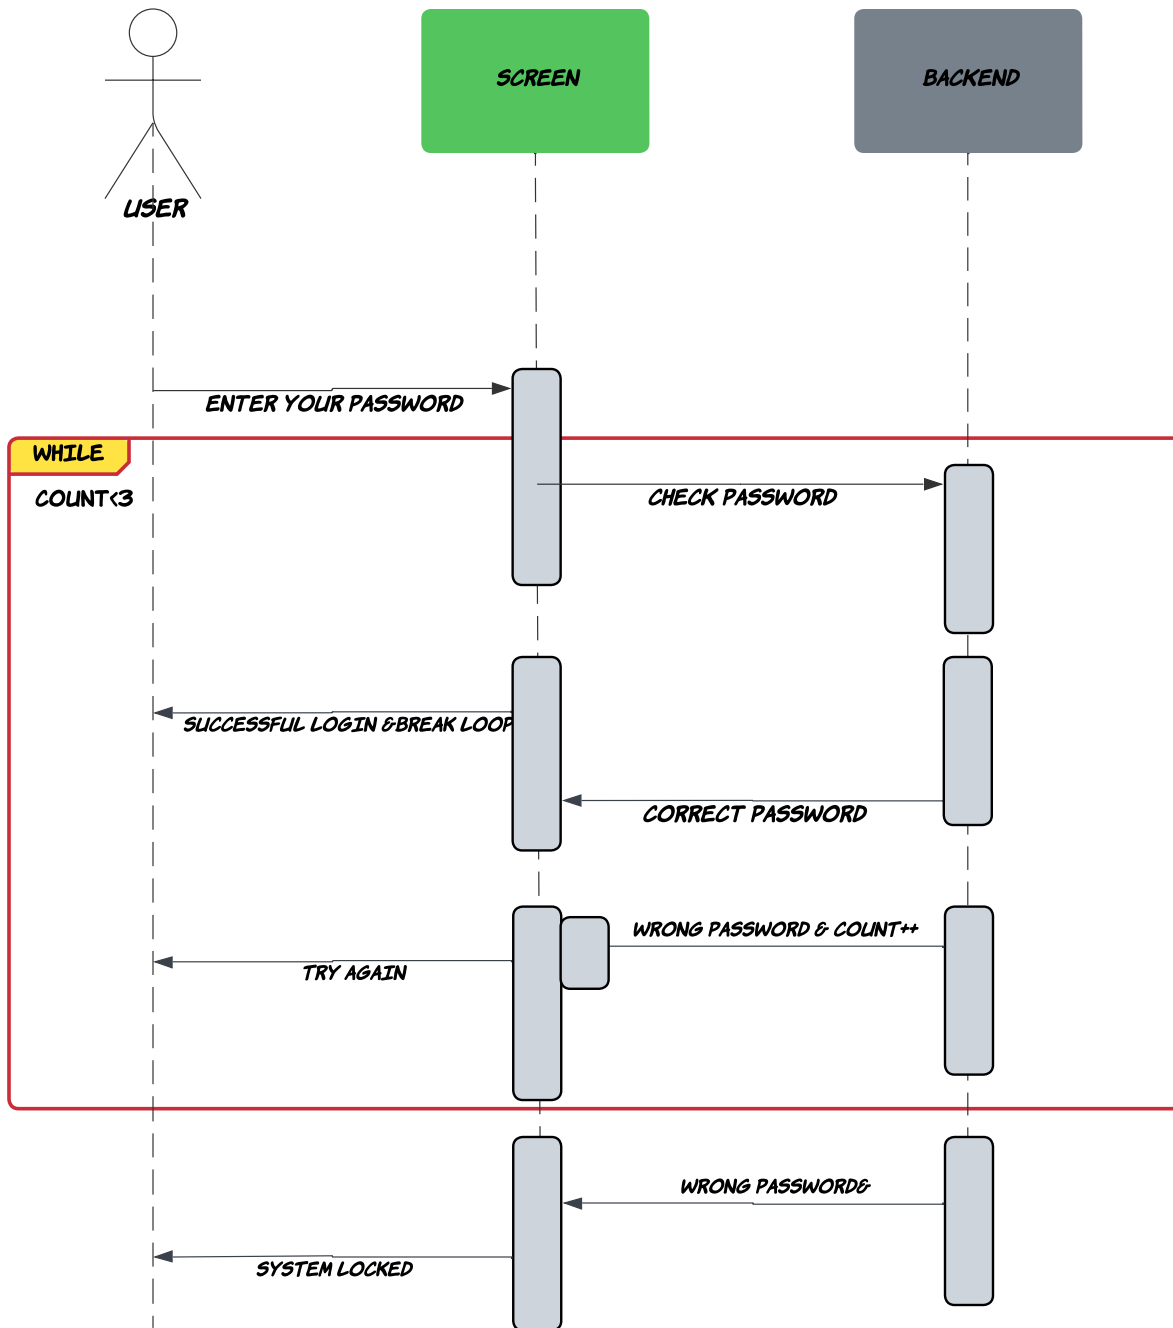 SCREEN
BACKEND
USER
ENTER YOUR PASSWORD
WHILE
COUNT<3
CHECK PASSWORD
SUCCESSFUL LOGIN &BREAK LOOP
CORRECT PASSWORD
WRONG PASSWORD & COUNT++
TRY AGAIN
WRONG PASSWORD&
SYSTEM LOCKED